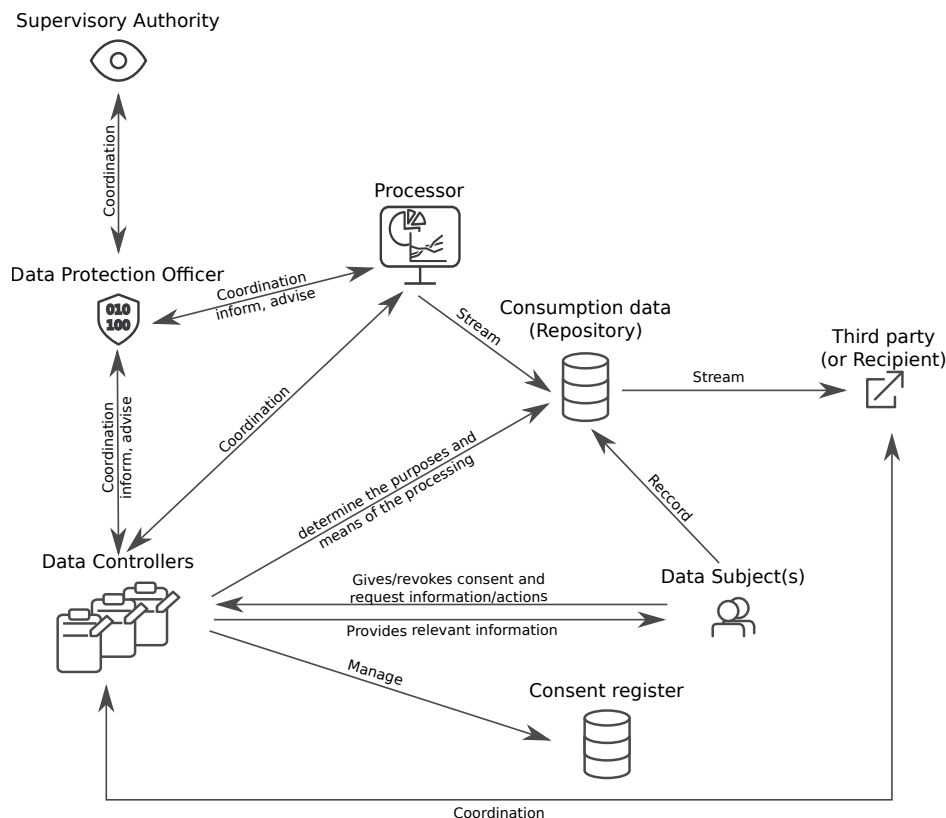 Supervisory Authority
Coordination
Processor
Data Protection Officer
010
100
Coordination
inform, advise
Stream
Consumption data
(Repository)
Third party
(or Recipient)
Stream
Coordination
inform, advise
Coordination
determine the purposes and
means of the processing
Reccord
Data Controllers
Data Subject(s)
Gives/revokes consent and
request information/actions
Provides relevant information
Manage
Consent register
Coordination